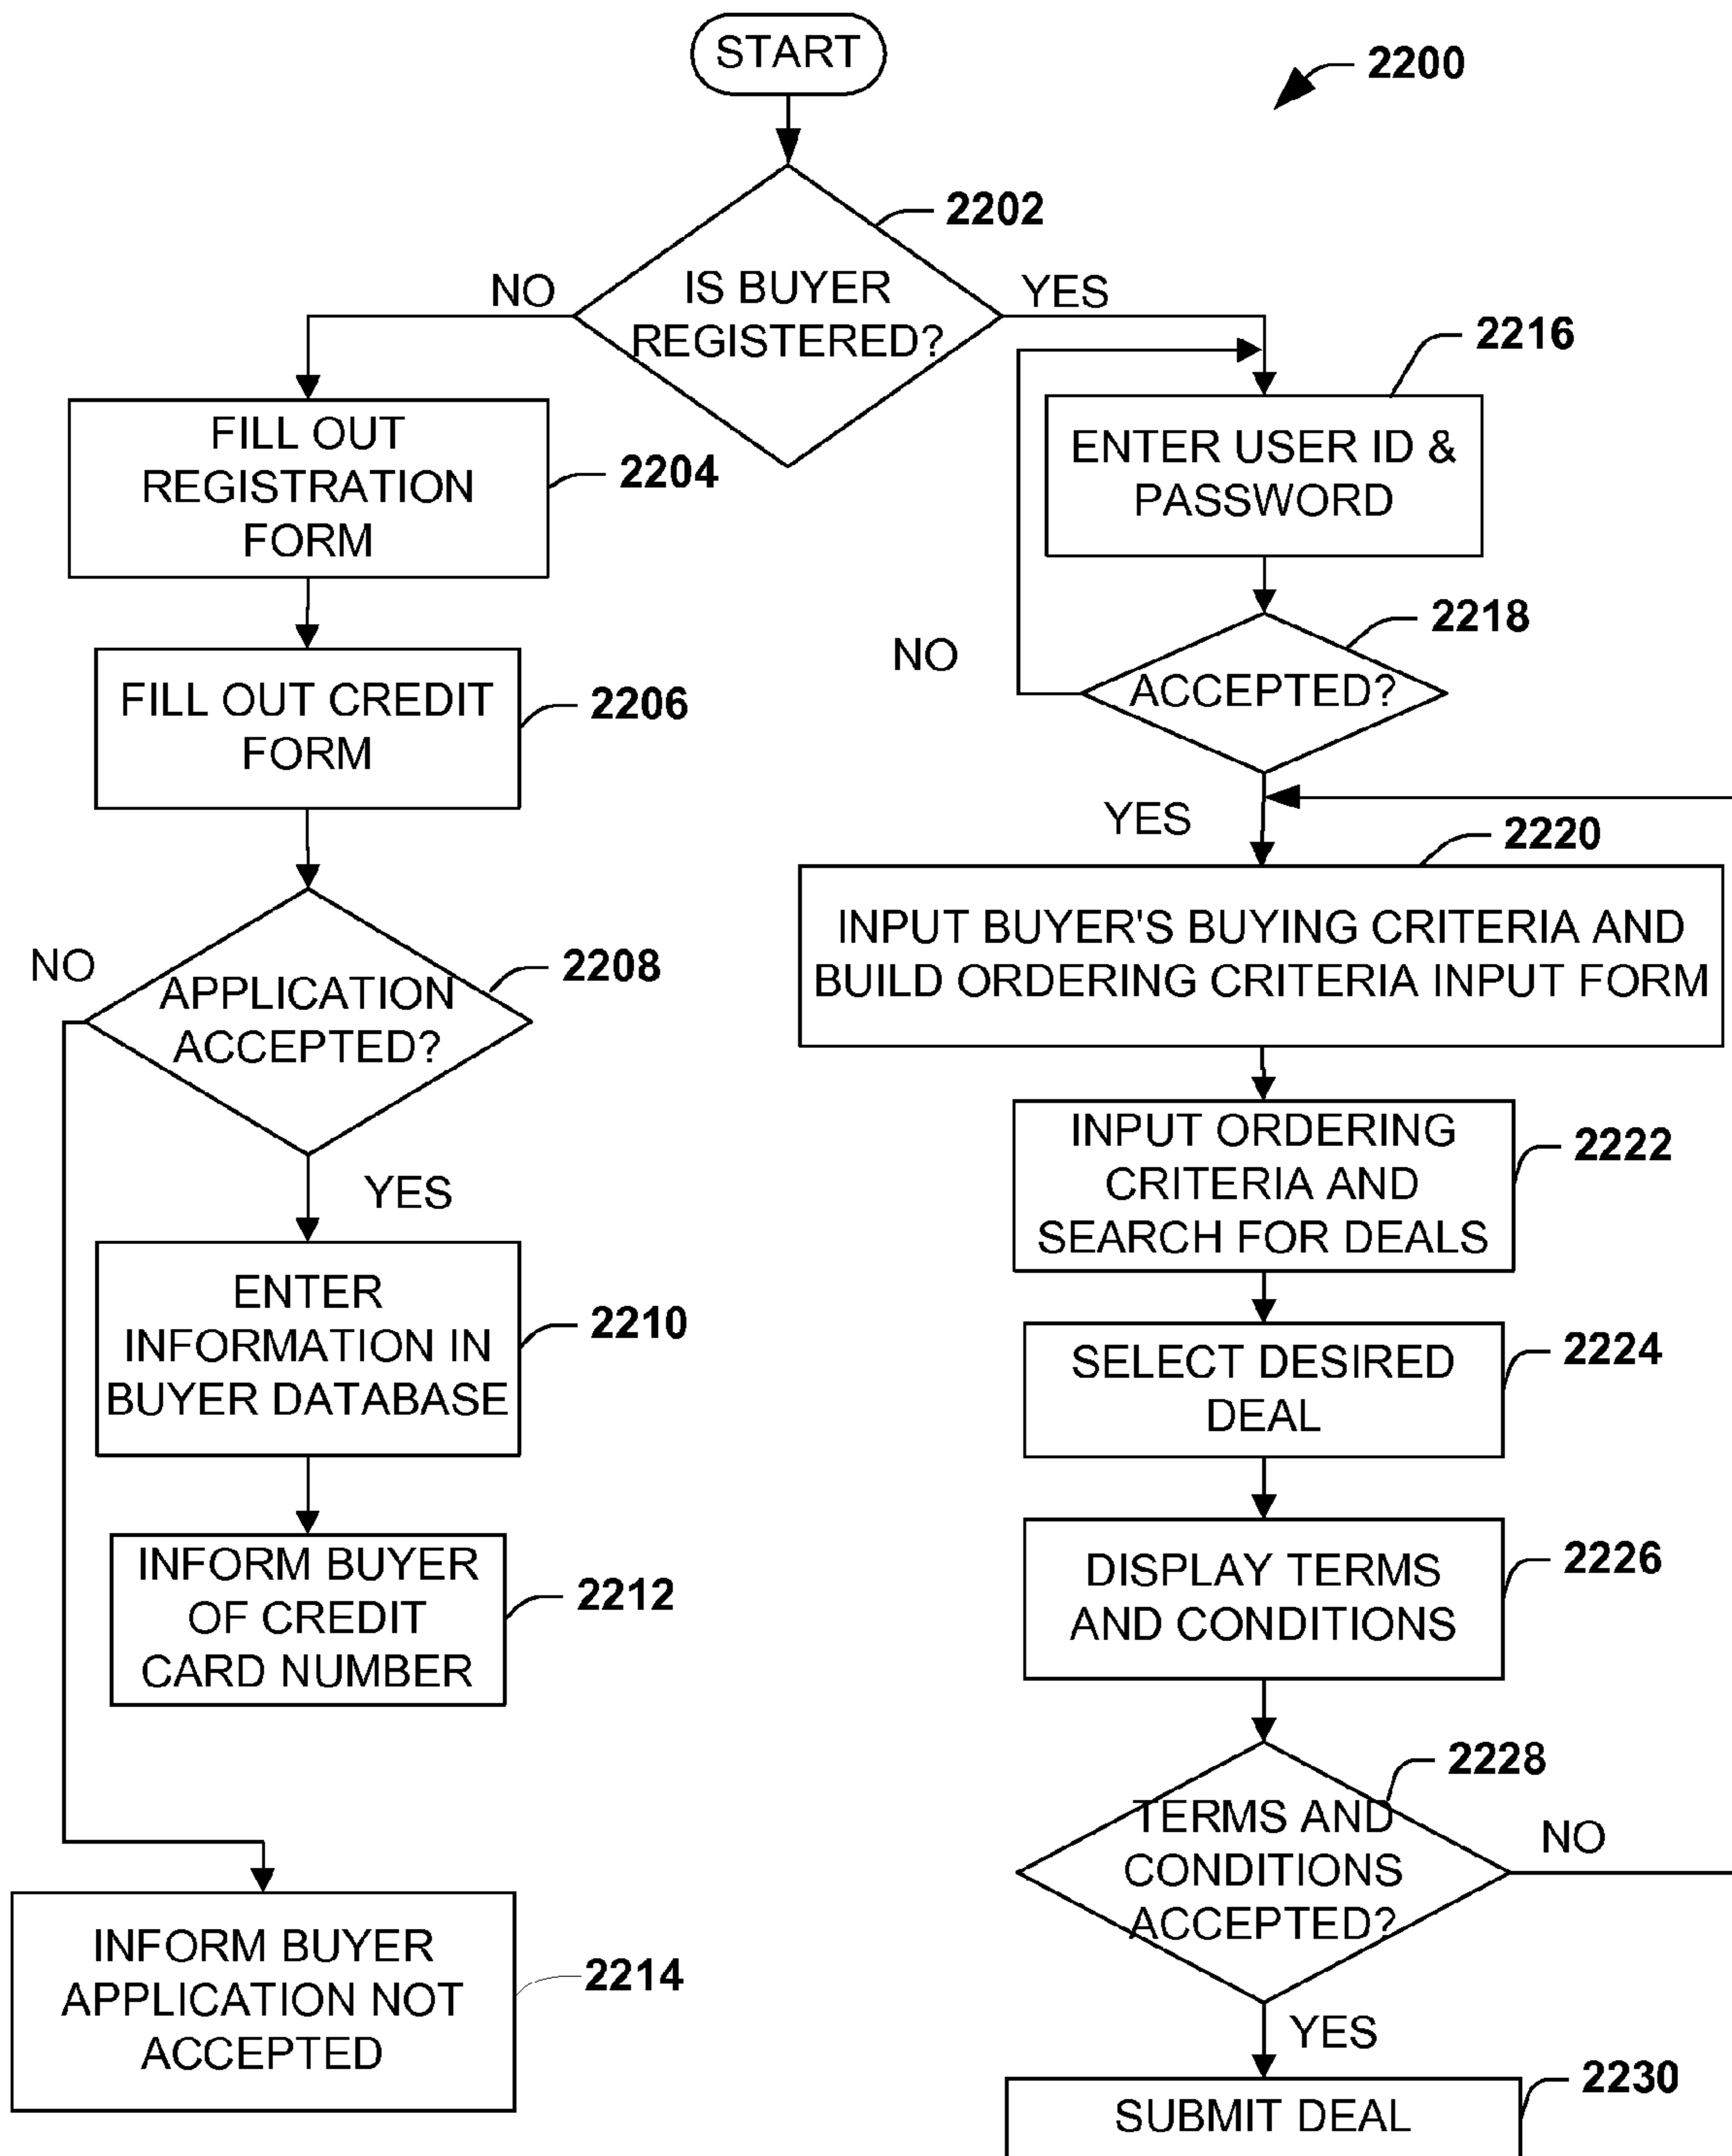 START
2200
2202
NO
IS BUYER
REGISTERED?
YES
2216
FILL OUT
REGISTRATION
FORM
2204
ENTER USER ID &
PASSWORD
2218
NO
ACCEPTED?
FILL OUT CREDIT
FORM
2206
YES
2220
INPUT BUYER'S BUYING CRITERIA AND
BUILD ORDERING CRITERIA INPUT FORM
NO
2208
APPLICATION
ACCEPTED?
YES
INPUT ORDERING
CRITERIA AND
SEARCH FOR DEALS
2222
ENTER
INFORMATION IN
BUYER DATABASE
2210
SELECT DESIRED
DEAL
2224
INFORM BUYER
OF CREDIT
CARD NUMBER
2212
DISPLAY TERMS
AND CONDITIONS
2226
2228
TERMS AND
CONDITIONS
ACCEPTED?
NO
INFORM BUYER
APPLICATION NOT
ACCEPTED
2214
YES
2230
SUBMIT DEAL